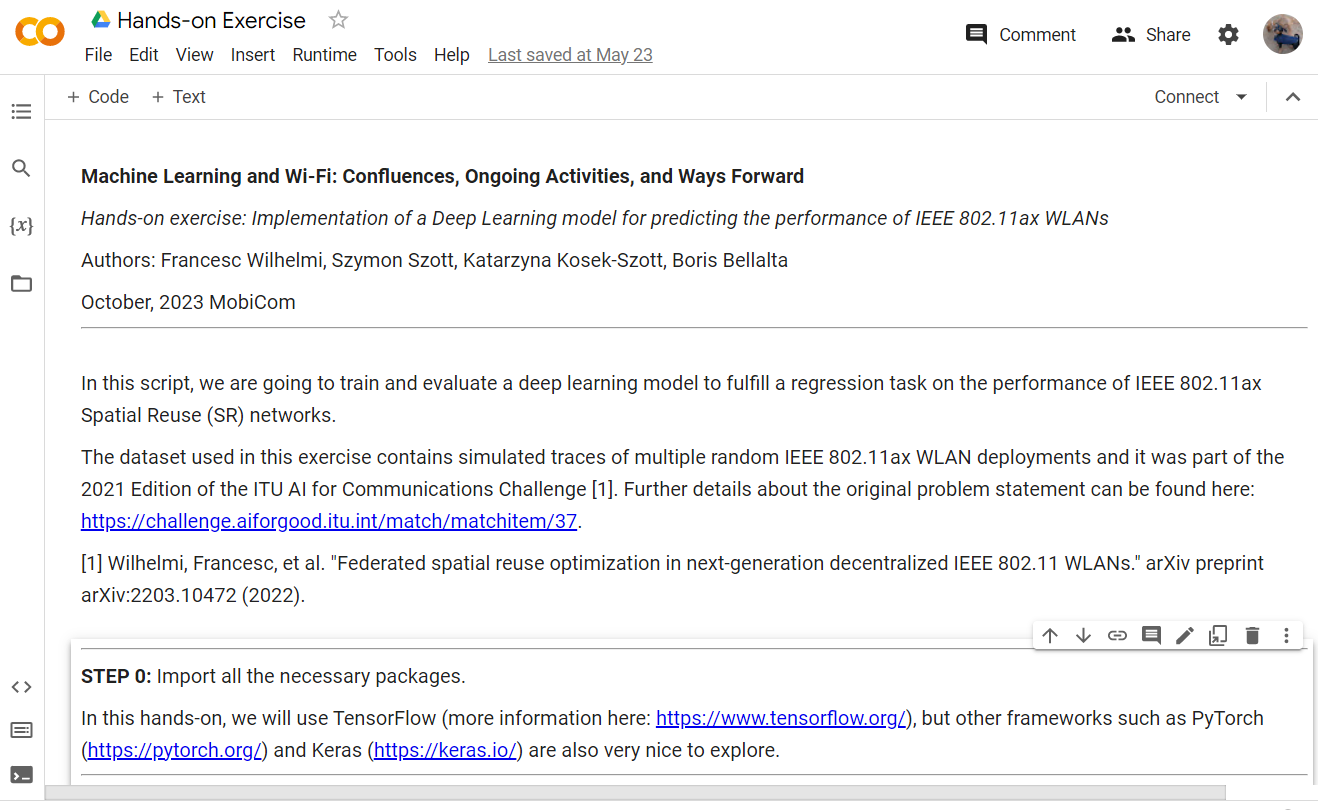 Hands-on Exercise
Comment
Share
File Edit View Insert Runtime Tools Help Last saved at May 23
+ Code + Text
Connect
{x}
Machine Learning and Wi-Fi: Confluences, Ongoing Activities, and Ways Forward
Hands-on exercise: Implementation of a Deep Learning model for predicting the performance of IEEE 802.11ax WLANs
Authors: Francesc Wilhelmi, Szymon Szott, Katarzyna Kosek-Szott, Boris Bellalta
October, 2023 MobiCom
In this script, we are going to train and evaluate a deep learning model to fulfill a regression task on the performance of IEEE 802.11ax
Spatial Reuse (SR) networks.
The dataset used in this exercise contains simulated traces of multiple random IEEE 802.11ax WLAN deployments and it was part of the
2021 Edition of the ITU AI for Communications Challenge [1]. Further details about the original problem statement can be found here:
https://challenge.aiforgood.itu.int/match/matchitem/37.
[1] Wilhelmi, Francesc, et al. "Federated spatial reuse optimization in next-generation decentralized IEEE 802.11 WLANs." arXiv preprint
arXiv:2203.10472 (2022).
STEP 0: Import all the necessary packages.
In this hands-on, we will use TensorFlow (more information here: https://www.tensorflow.org/), but other frameworks such as PyTorch
(https://pytorch.org/) and Keras (https://keras.io/) are also very nice to explore.